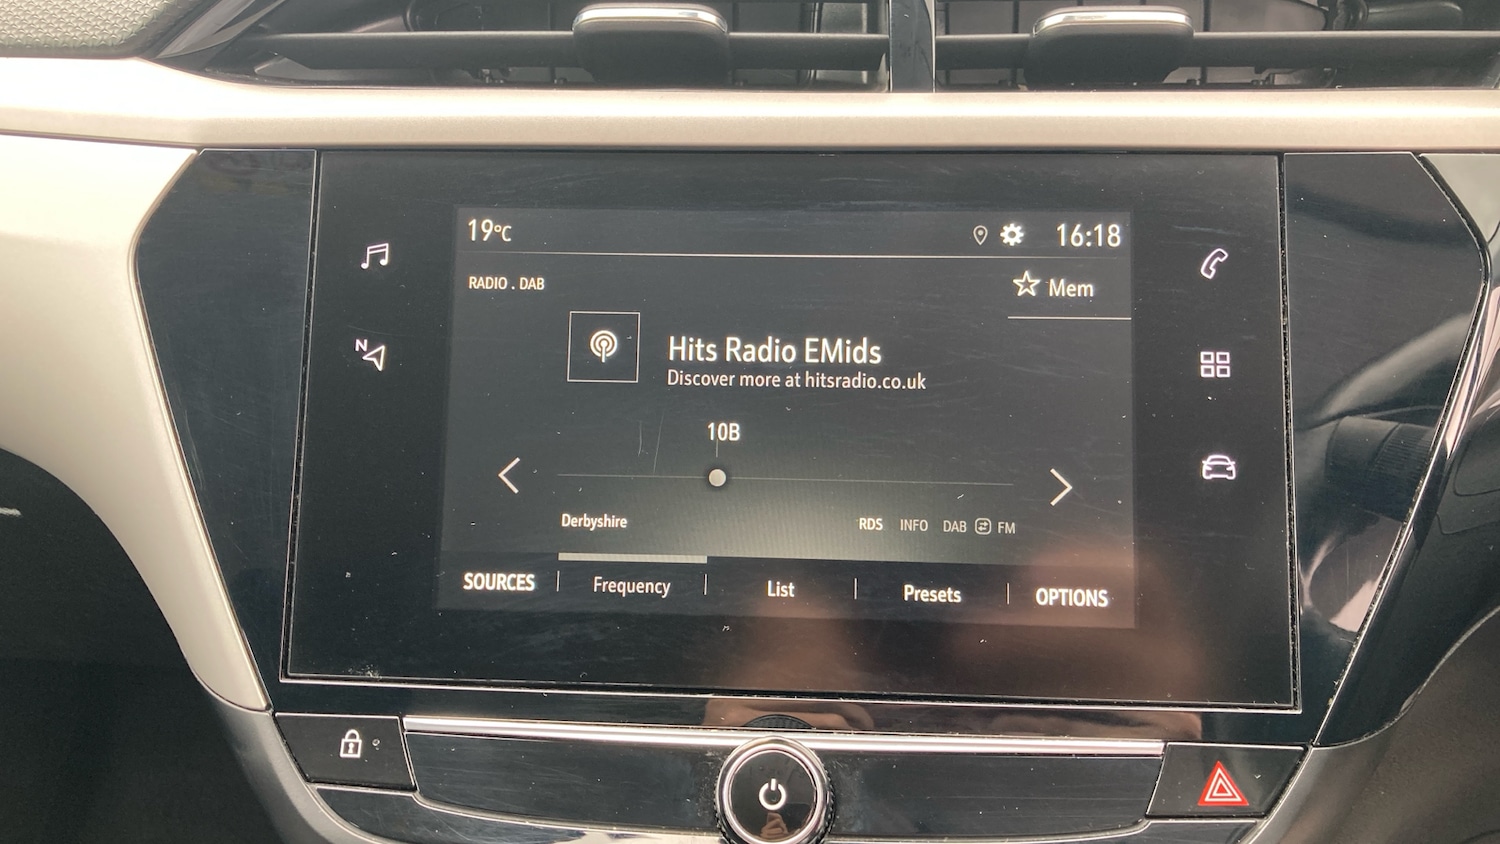 19°C
16:18
RADIO . DAB
Mem
Hits Radio EMids
Discover more at hitsradio.co.uk
N
10B
Derbyshire
RDS INFO DAB FM
SOURCES Frequency List Presets OPTIONS